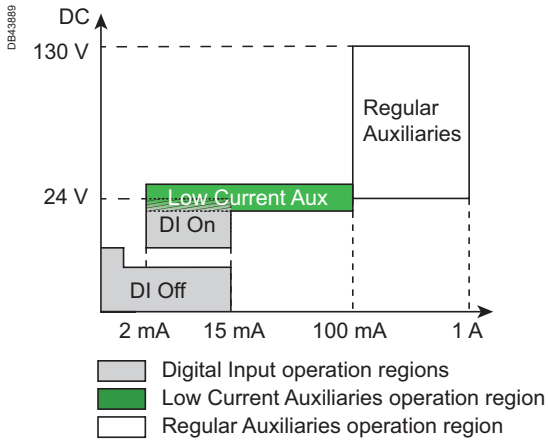 DB43889
DC
130 V
Regular
Auxiliaries
24 V
Low Current Aux
DI On
DI Off
2 mA
15 mA
100 mA
1 A
Digital Input operation regions
Low Current Auxiliaries operation region
Regular Auxiliaries operation region